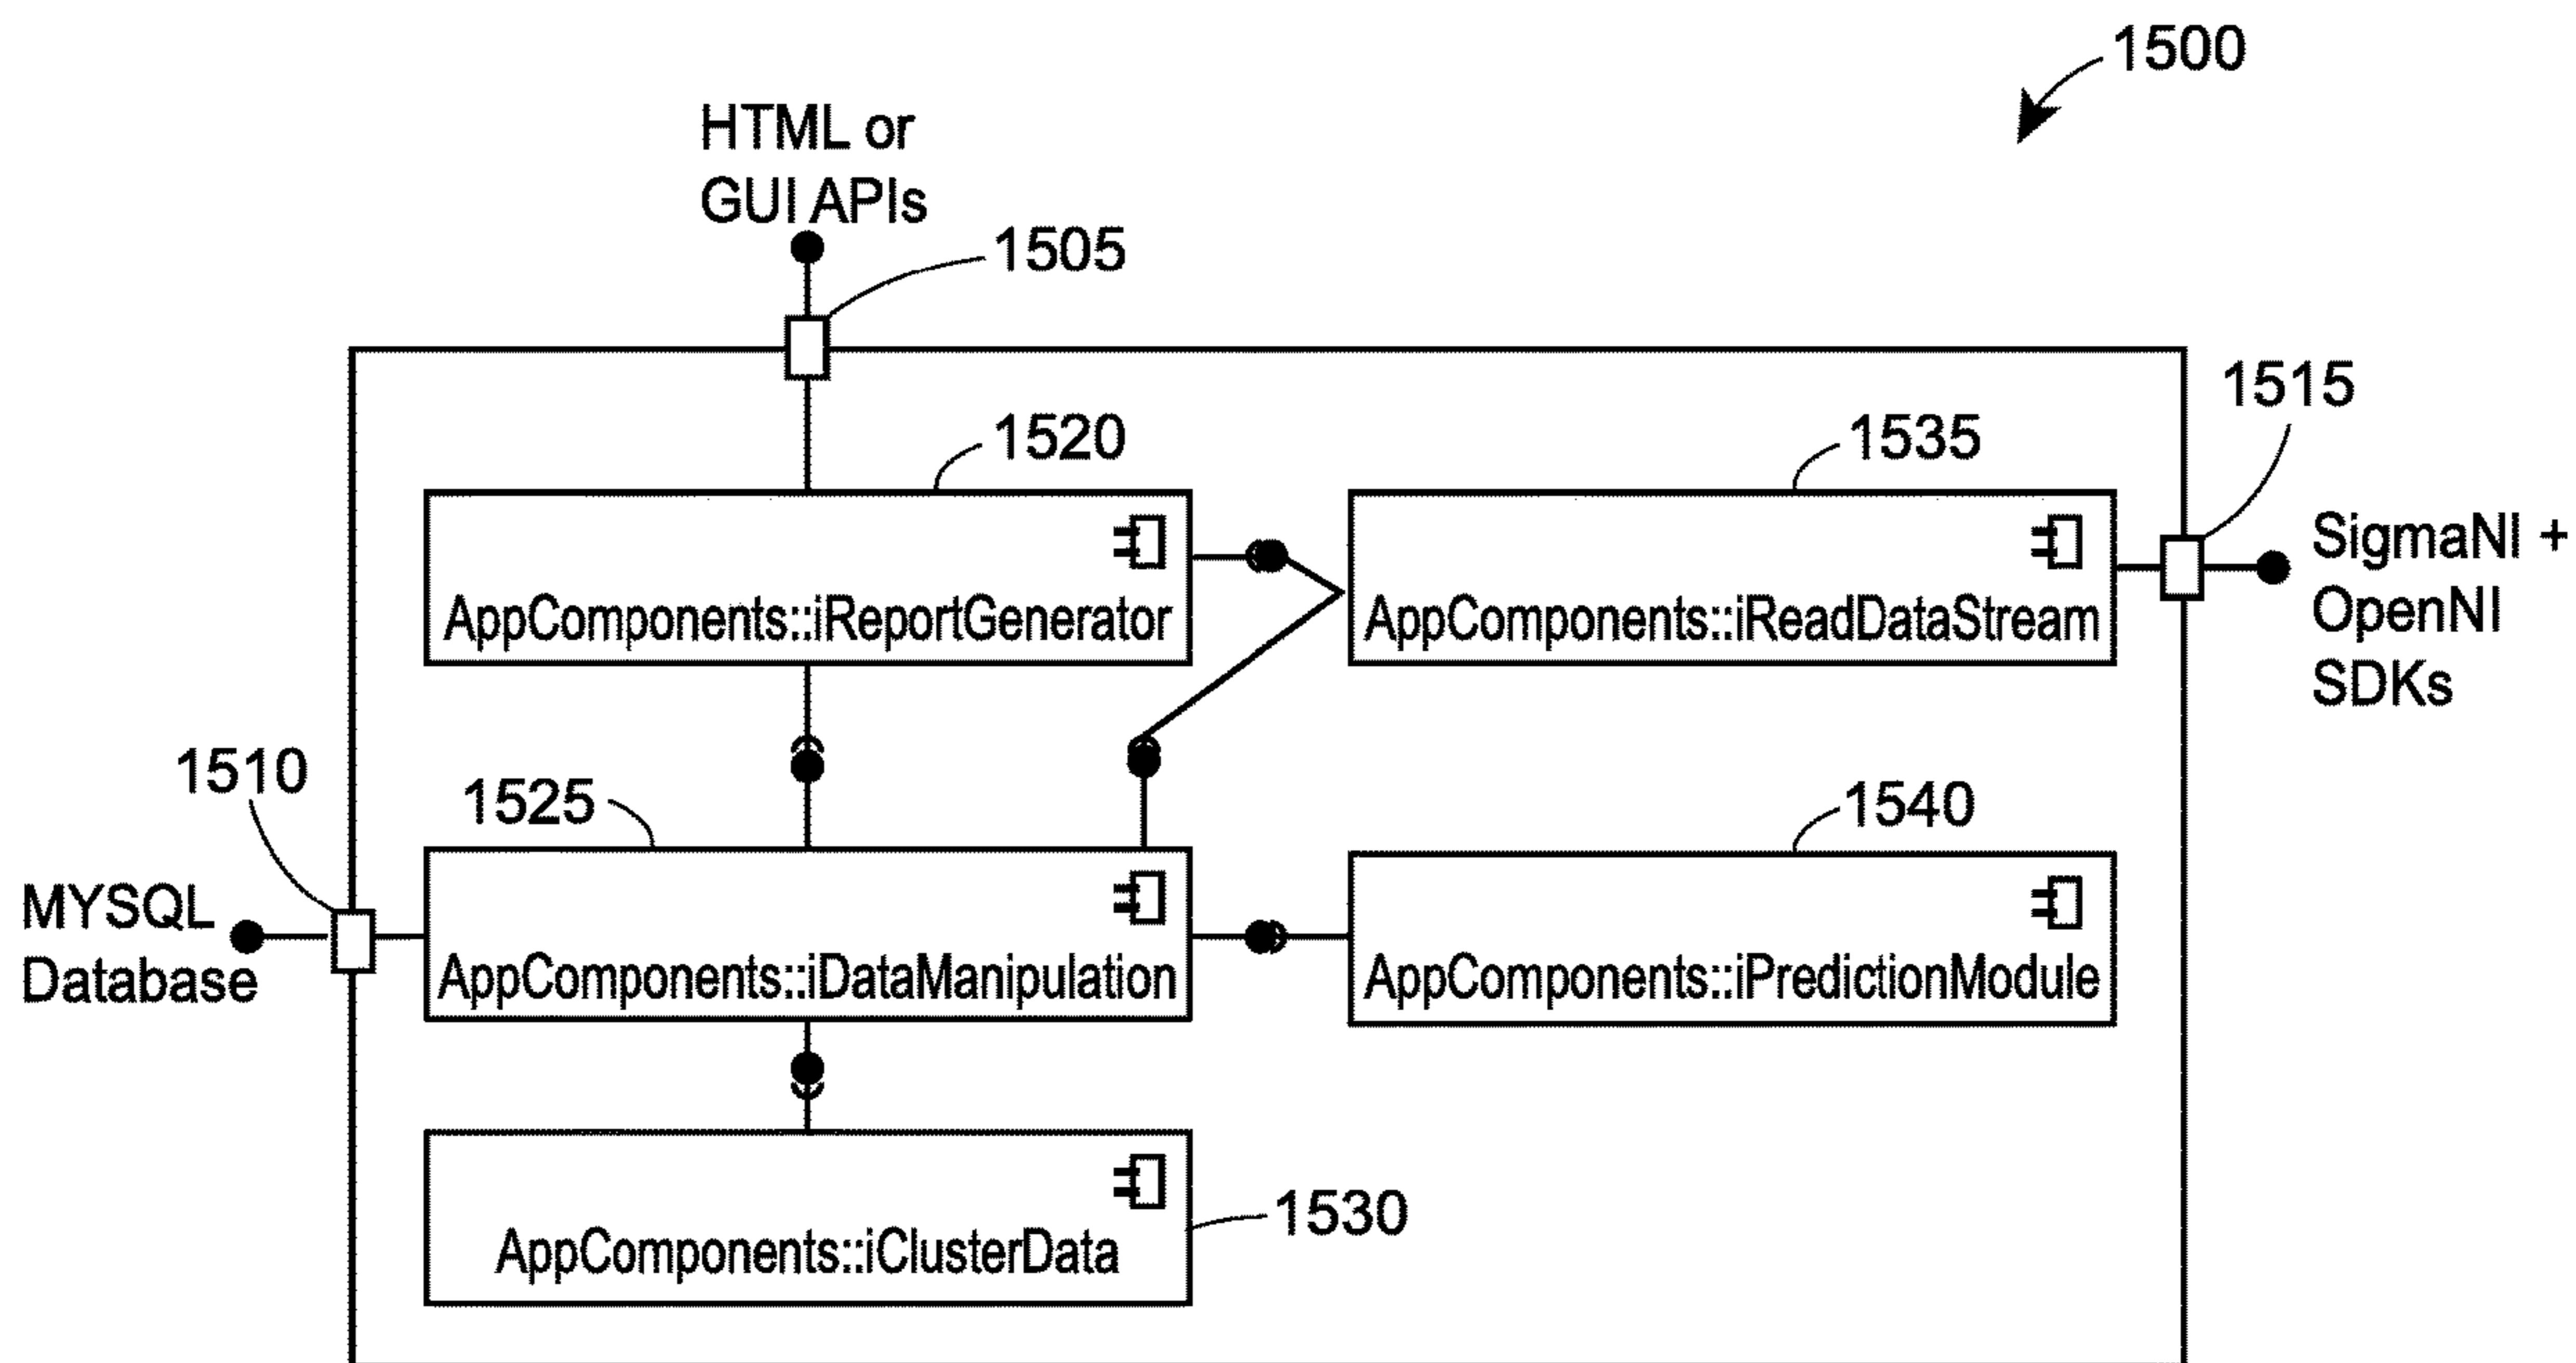 1500
HTML or
GUI APIs
1505
1515
1520
1535
SigmaNI +
OpenNI
SDKs
AppComponents::iReportGenerator
AppComponents::iReadDataStream
1510
1525
1540
MYSQL
Database
AppComponents::iDataManipulation
AppComponents::iPredictionModule
1530
AppComponents::iClusterData